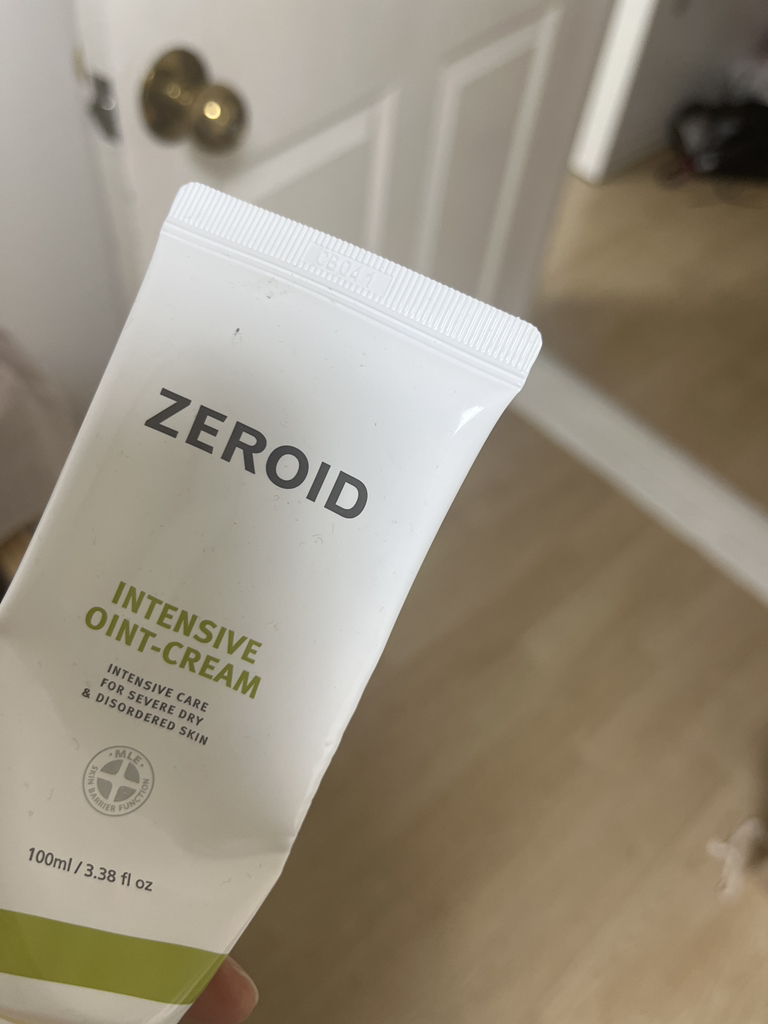 ZEROID
INTENSIVE
OINT-CREAM
INTENSIVE CARE
FOR SEVERE DRY
& DISORDERED SKIN
· MLE ·
SKIN BARRIER FUNCTION
100ml / 3.38 fl oz